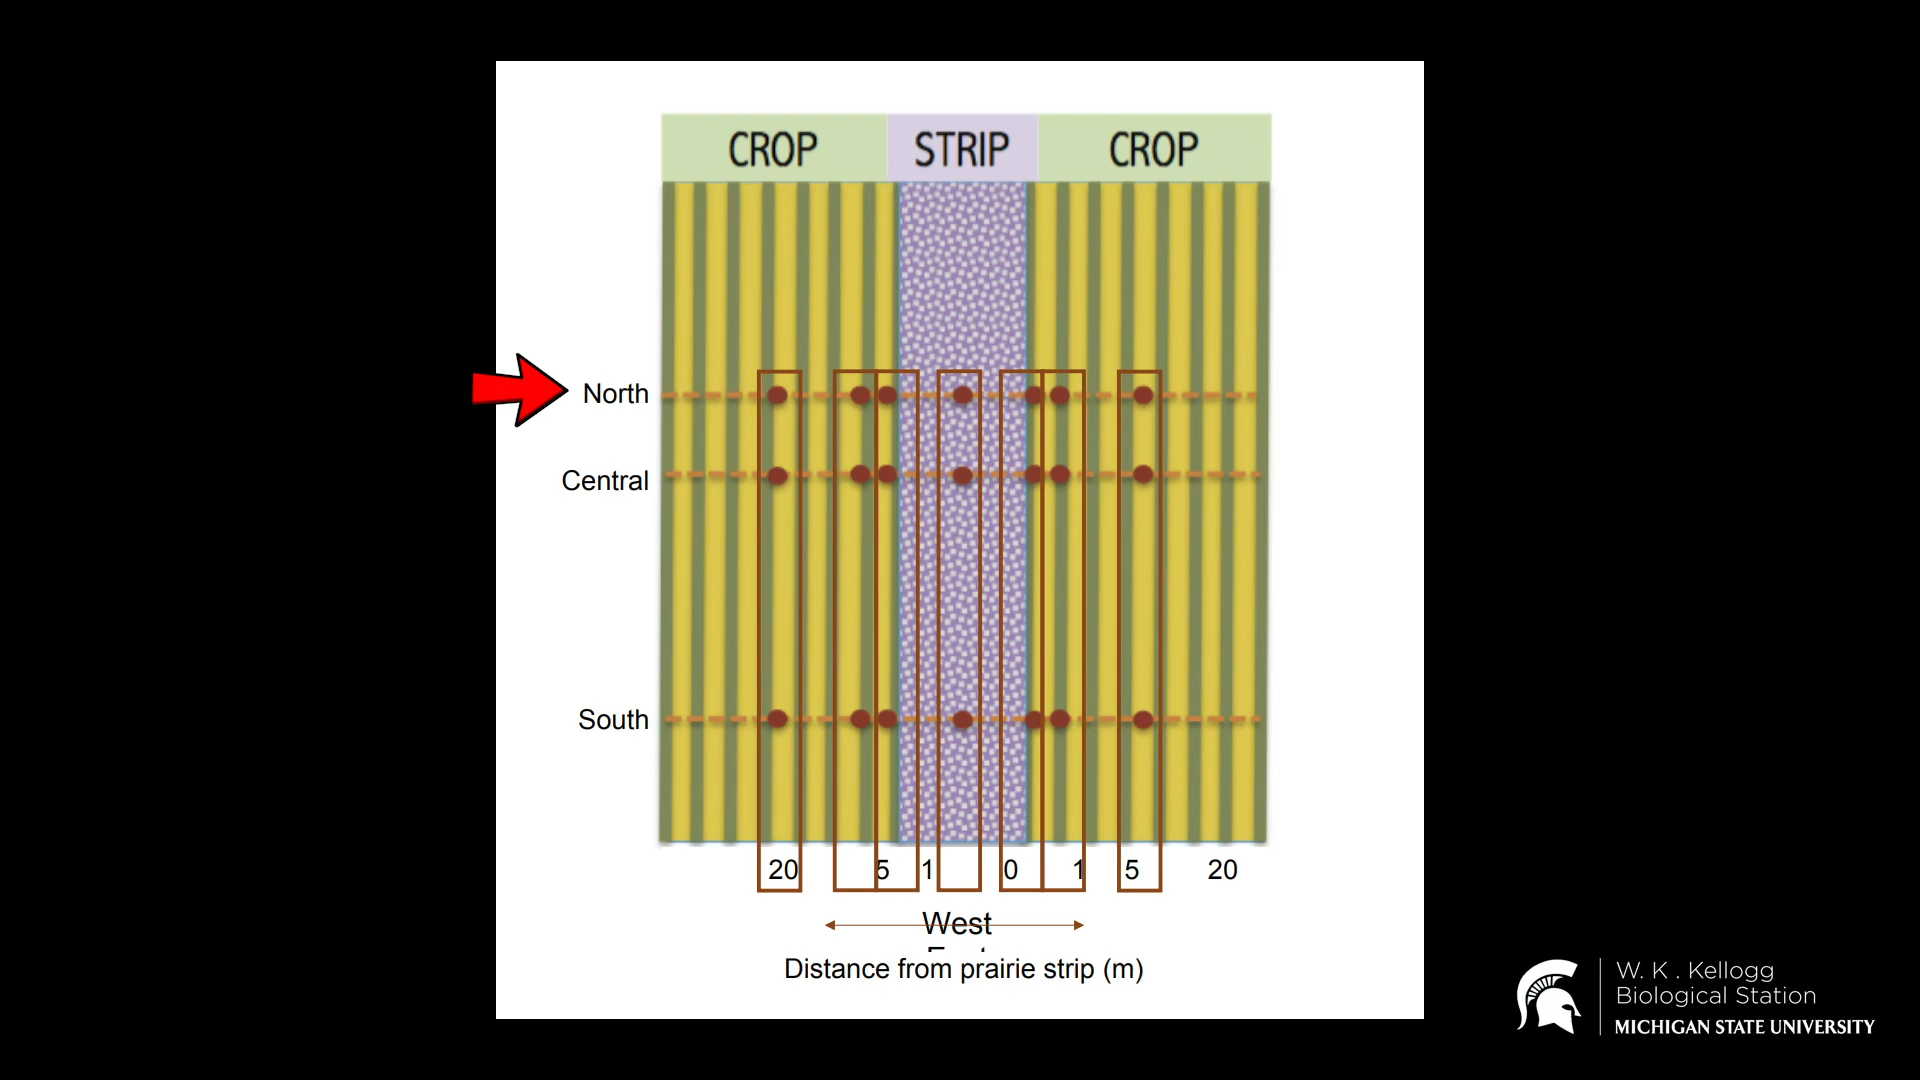 CROP STRIP CROP
North
Central
South
20 5 1 0 1 5 20
West
Distance from prairie strip (m)
W. K. Kellogg
Biological Station
MICHIGAN STATE UNIVERSITY